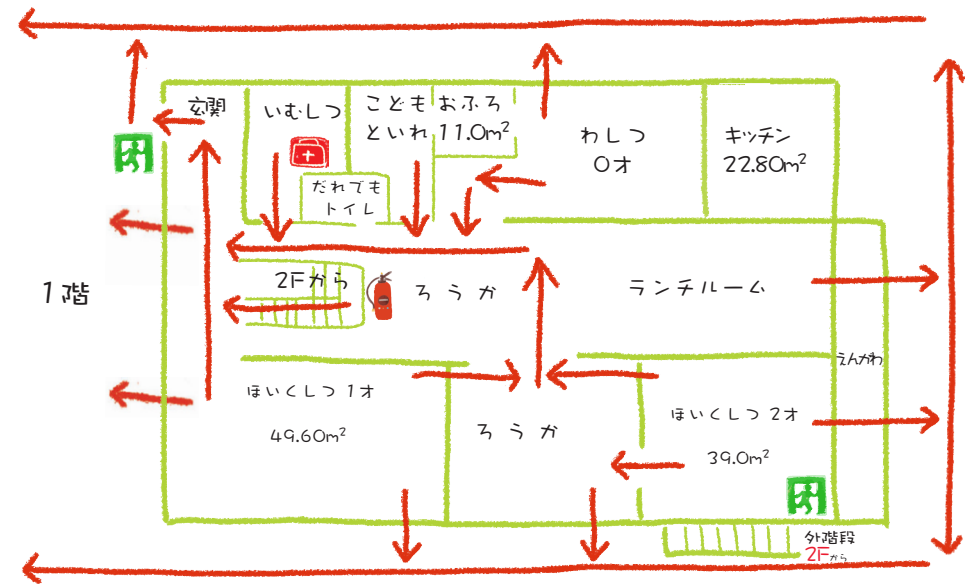 玄関
いむしつ
こども
といれ
おふろ
11.0m²
わしつ
0才
キッチン
22.80m²
だれでも
トイレ
1階
2Fから
ろうか
ランチルーム
えんがわ
ほいくしつ 1才
49.60m²
ろうか
ほいくしつ 2才
39.0m²
外階段
2Fから